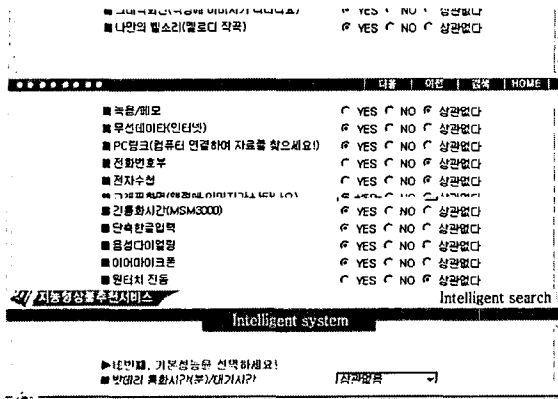 ■ 나만의 벨소리(멜로디 작곡) YES NO 상관없다
다음 | 이전 | 검색 | HOME
■ 녹음/메모 YES NO 상관없다
■ 무선데이타(인터넷) YES NO 상관없다
■ PC링크(컴퓨터 연결하여 자료를 찾으세요!) YES NO 상관없다
■ 전화번호부 YES NO 상관없다
■ 전자수첩 YES NO 상관없다
■ 긴통화시간(MSM3000) YES NO 상관없다
■ 단축한글입력 YES NO 상관없다
■ 음성다이얼링 YES NO 상관없다
■ 이어마이크폰 YES NO 상관없다
■ 원터치 진동 YES NO 상관없다
지능형상품추천서비스 Intelligent search
Intelligent system
▶네번째, 기본성능을 선택하세요!
■ 밧데리 통화시간(분)/대기시간 상관없음